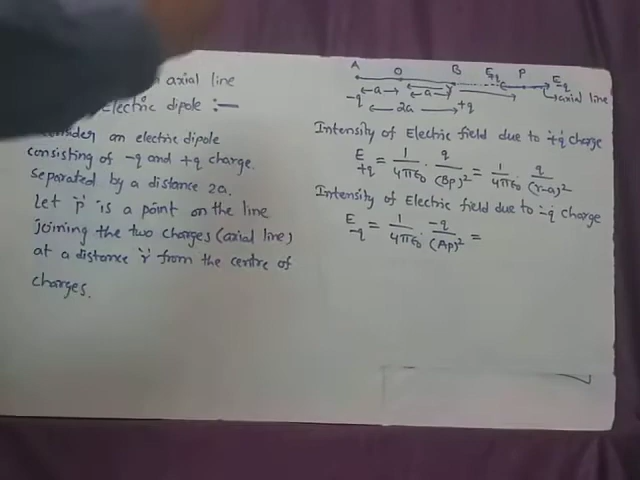 axial line
Electric dipole :—
Consider an electric dipole
consisting of -q and +q charge.
separated by a distance 2a.
Let 'p' is a point on the line
joining the two charges (axial line)
at a distance 'r' from the centre of
charges.
A O B E+q P E-q
-q ←a→ ←a→ +q axial line
← 2a →
Intensity of Electric field due to +q charge
E+q = 1/4πε0 . q/(BP)² = 1/4πε0 . q/(r-a)²
Intensity of Electric field due to -q charge
E-q = 1/4πε0 . -q/(AP)² =